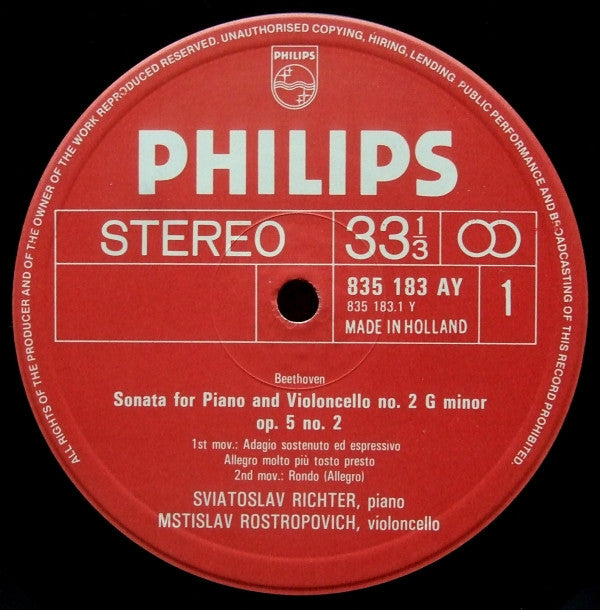 ALL RIGHTS OF THE PRODUCER AND OF THE OWNER OF THE WORK REPRODUCED RESERVED. UNAUTHORISED COPYING, HIRING, LENDING, PUBLIC PERFORMANCE AND BROADCASTING OF THIS RECORD PROHIBITED.
PHILIPS
PHILIPS
STEREO
33⅓
835 183 AY
835 183.1 Y
MADE IN HOLLAND
1
Beethoven
Sonata for Piano and Violoncello no. 2 G minor
op. 5 no. 2
1st mov.: Adagio sostenuto ed espressivo
Allegro molto più tosto presto
2nd mov.: Rondo (Allegro)
SVIATOSLAV RICHTER, piano
MSTISLAV ROSTROPOVICH, violoncello